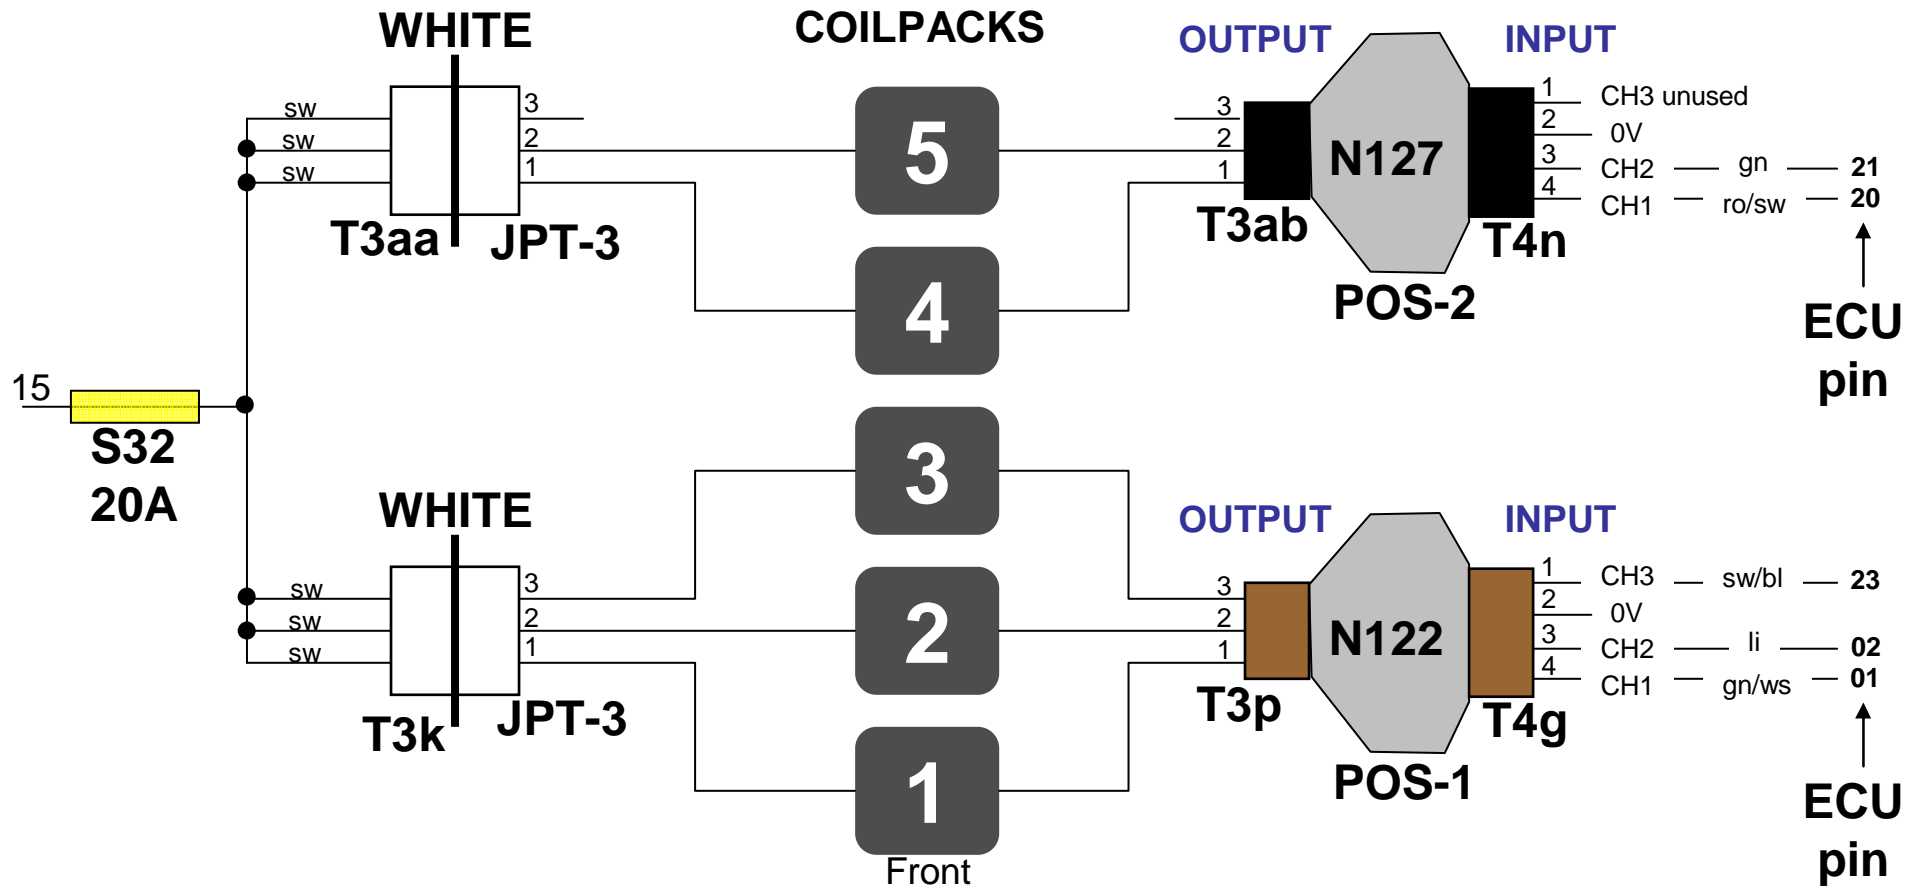 WHITE
COILPACKS
OUTPUT
INPUT
sw
sw
sw
3
2
1
T3aa
JPT-3
5
4
3
2
1
T3ab
N127
POS-2
T4n
1
2
3
4
CH3 unused
0V
CH2 gn 21
CH1 ro/sw 20
ECU
pin
15
S32
20A
WHITE
sw
sw
sw
3
2
1
T3k
JPT-3
3
2
1
Front
OUTPUT
INPUT
3
2
1
T3p
N122
POS-1
T4g
1
2
3
4
CH3 sw/bl 23
0V
CH2 li 02
CH1 gn/ws 01
ECU
pin